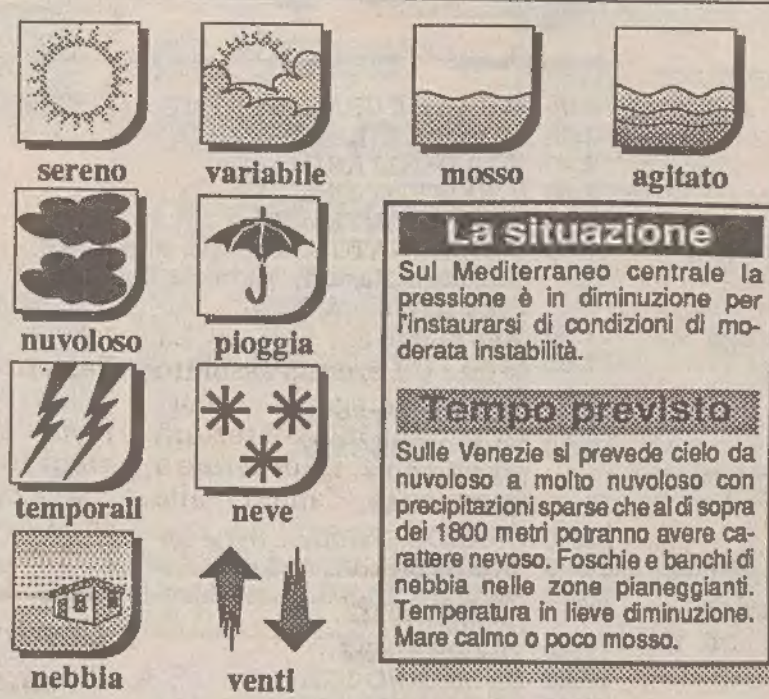 sereno
variabile
mosso
agitato
nuvoloso
pioggia
temporali
neve
nebbia
venti
La situazione
Sul Mediterraneo centrale la
pressione è in diminuzione per
l'instaurarsi di condizioni di mo-
derata instabilità.
Tempo previsto
Sulle Venezie si prevede cielo da
nuvoloso a molto nuvoloso con
precipitazioni sparse che al di sopra
dei 1800 metri potranno avere ca-
rattere nevoso. Foschie e banchi di
nebbia nelle zone pianeggianti.
Temperatura in lieve diminuzione.
Mare calmo o poco mosso.